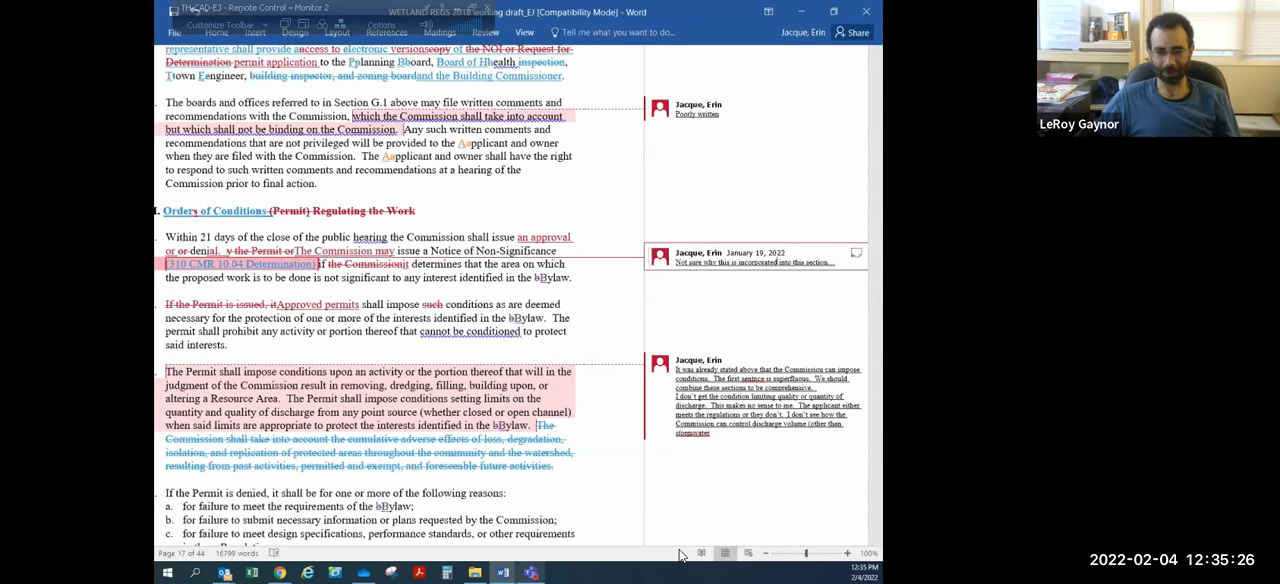 THCAD-EJ - Remote Control - Monitor 2
WETLAND REGS 2018 working draft_EJ [Compatibility Mode] - Word
Customize Toolbar
Options
File Home Insert Design Layout References Mailings Review View Tell me what you want to do...
Jacque, Erin Share
representative shall provide aaccess to electronic versionscopy of the NOI or Request for
Determination permit application to the Pplanning Bboard, Board of Hhealth inspection,
Ttown Eengineer, building inspector, and zoning boardand the Building Commissioner.
The boards and offices referred to in Section G.1 above may file written comments and
recommendations with the Commission, which the Commission shall take into account
but which shall not be binding on the Commission. Any such written comments and
recommendations that are not privileged will be provided to the Aapplicant and owner
when they are filed with the Commission. The Aapplicant and owner shall have the right
to respond to such written comments and recommendations at a hearing of the
Commission prior to final action.
Jacque, Erin
Poorly written
I. Orders of Conditions (Permit) Regulating the Work
Within 21 days of the close of the public hearing the Commission shall issue an approval
or or denial. y the Permit orThe Commission may issue a Notice of Non-Significance
(310 CMR 10.04 Determination) if the Commissionit determines that the area on which
the proposed work is to be done is not significant to any interest identified in the bBylaw.
Jacque, Erin January 19, 2022
Not sure why this is incorporated into this section...
If the Permit is issued, itApproved permits shall impose such conditions as are deemed
necessary for the protection of one or more of the interests identified in the bBylaw. The
permit shall prohibit any activity or portion thereof that cannot be conditioned to protect
said interests.
The Permit shall impose conditions upon an activity or the portion thereof that will in the
judgment of the Commission result in removing, dredging, filling, building upon, or
altering a Resource Area. The Permit shall impose conditions setting limits on the
quantity and quality of discharge from any point source (whether closed or open channel)
when said limits are appropriate to protect the interests identified in the bBylaw. The
Commission shall take into account the cumulative adverse effects of loss, degradation,
isolation, and replication of protected areas throughout the community and the watershed,
resulting from past activities, permitted and exempt, and foreseeable future activities.
Jacque, Erin
It was already stated above that the Commission can impose
conditions. The first sentnce is superfluous. We should
combine these sections to be comprehensive.
I don't get the condition limiting quality or quantity of
discharge. This makes no sense to me. The applicant either
meets the regulations or they don't. I don't see how the
Commission can control discharge volume (other than
stormwater
If the Permit is denied, it shall be for one or more of the following reasons:
a. for failure to meet the requirements of the bBylaw;
b. for failure to submit necessary information or plans requested by the Commission;
c. for failure to meet design specifications, performance standards, or other requirements
Page 17 of 44 16799 words
100%
12:35 PM
2/4/2022
LeRoy Gaynor
2022-02-04 12:35:26